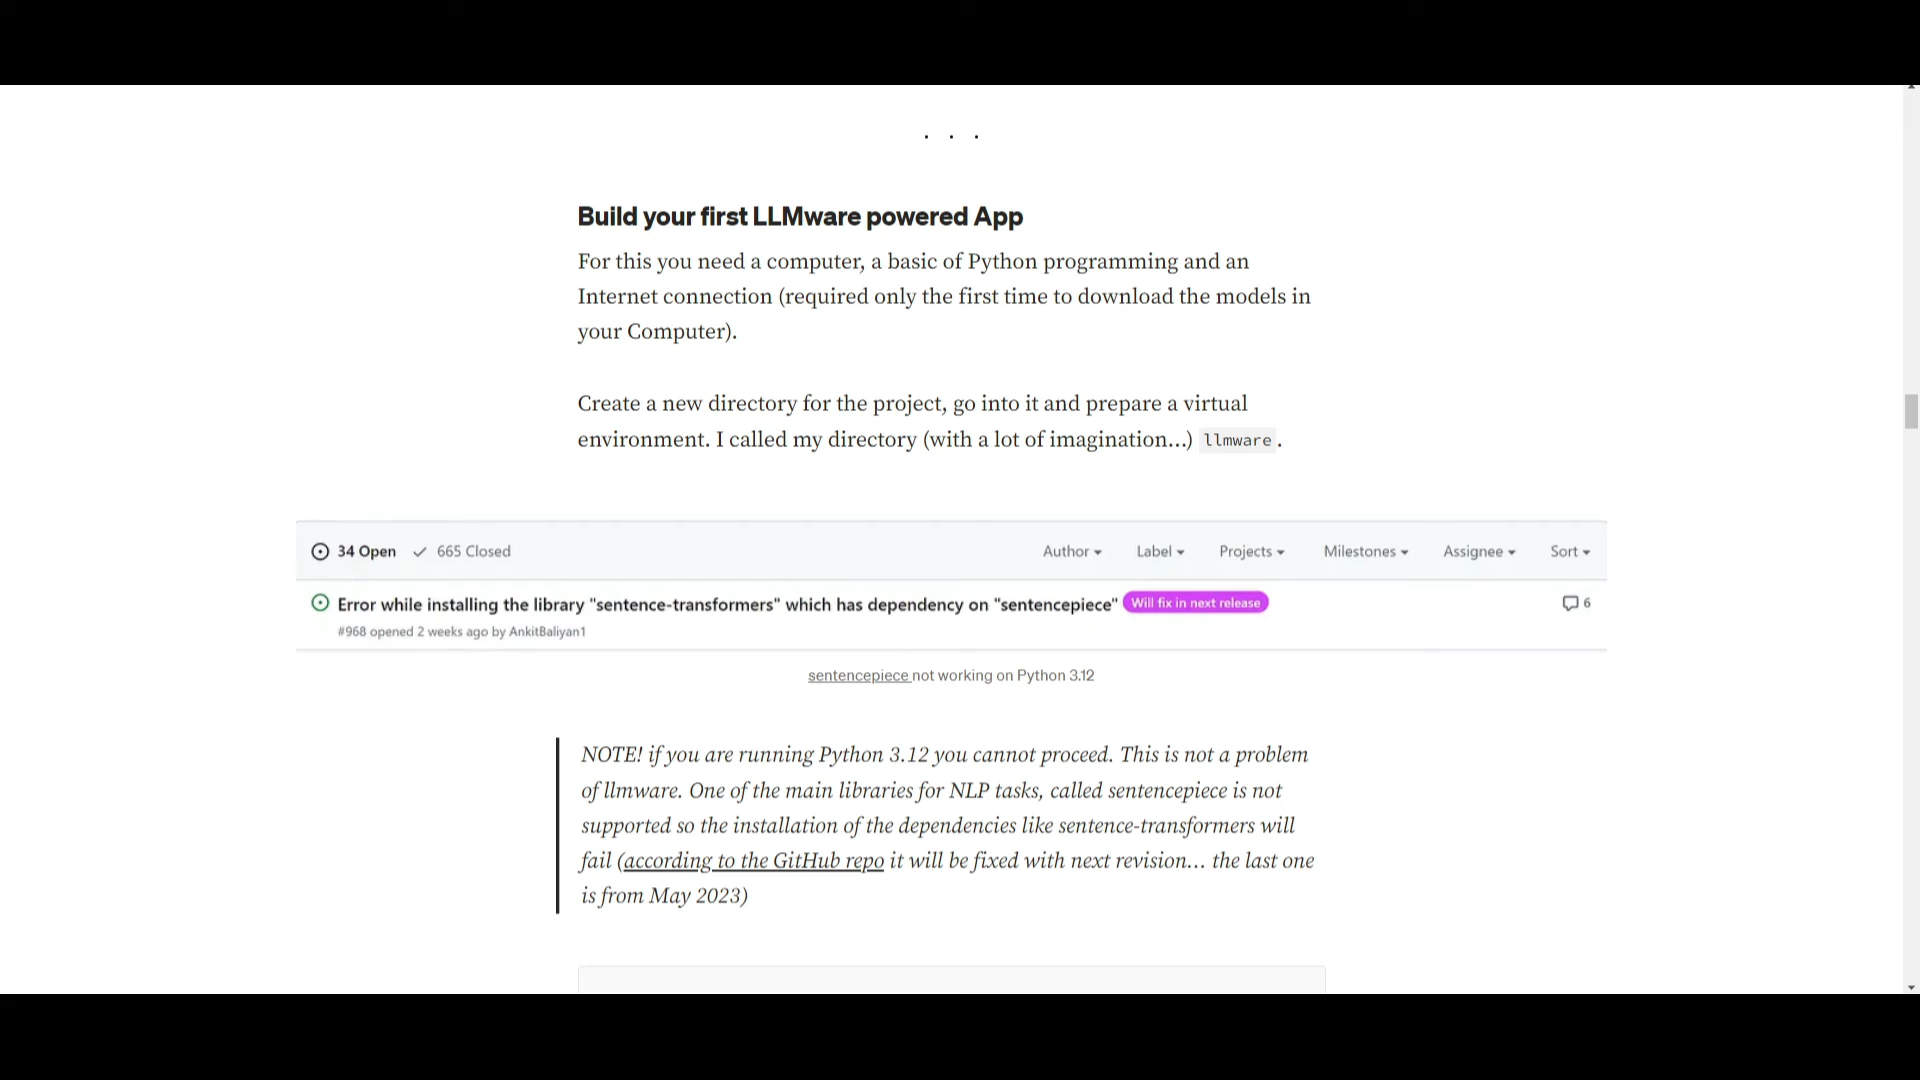 . . .
Build your first LLMware powered App
For this you need a computer, a basic of Python programming and an
Internet connection (required only the first time to download the models in
your Computer).
Create a new directory for the project, go into it and prepare a virtual
environment. I called my directory (with a lot of imagination…) llmware .
34 Open 665 Closed Author Label Projects Milestones Assignee Sort
Error while installing the library "sentence-transformers" which has dependency on "sentencepiece" Will fix in next release 6
#968 opened 2 weeks ago by AnkitBaliyan1
sentencepiece not working on Python 3.12
NOTE! if you are running Python 3.12 you cannot proceed. This is not a problem
of llmware. One of the main libraries for NLP tasks, called sentencepiece is not
supported so the installation of the dependencies like sentence-transformers will
fail (according to the GitHub repo it will be fixed with next revision… the last one
is from May 2023)